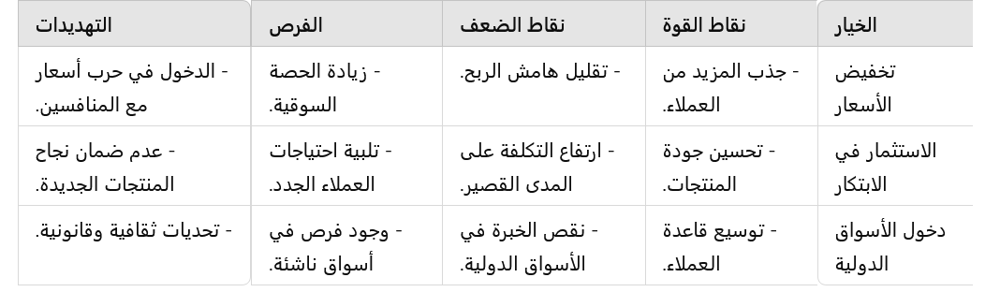 الخيار
نقاط القوة
نقاط الضعف
الفرص
التهديدات
تخفيض
الأسعار
- جذب المزيد من
العملاء.
- تقليل هامش الربح.
- زيادة الحصة
السوقية.
- الدخول في حرب أسعار
مع المنافسين.
الاستثمار في
الابتكار
- تحسين جودة
المنتجات.
- ارتفاع التكلفة على
المدى القصير.
- تلبية احتياجات
العملاء الجدد.
- عدم ضمان نجاح
المنتجات الجديدة.
دخول الأسواق
الدولية
- توسيع قاعدة
العملاء.
- نقص الخبرة في
الأسواق الدولية.
- وجود فرص في
أسواق ناشئة.
- تحديات ثقافية وقانونية.